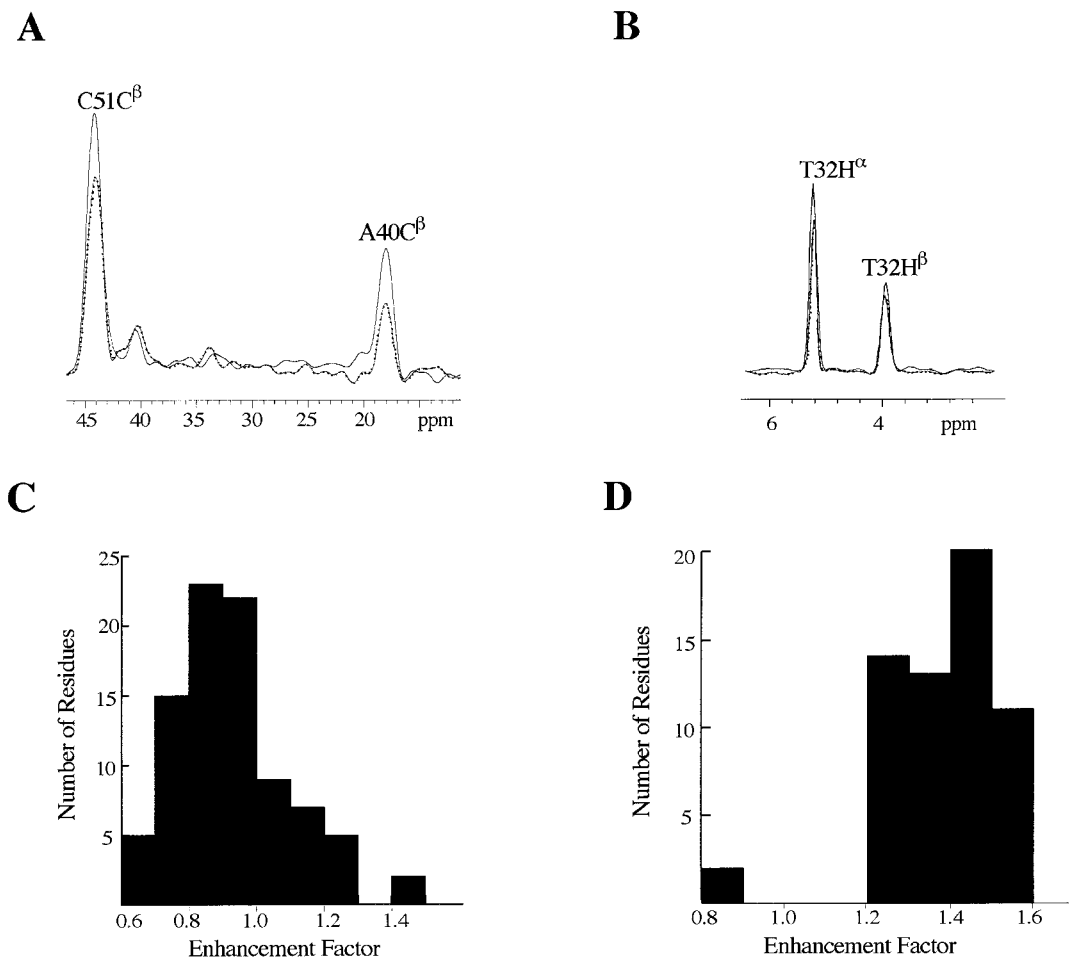 A
C51Cβ
A40Cβ
45 40 35 30 25 20 ppm
B
T32Hα
T32Hβ
6 4 ppm
C
Number of Residues
25
20
15
10
5
0.6 0.8 1.0 1.2 1.4
Enhancement Factor
D
Number of Residues
20
15
10
5
0.8 1.0 1.2 1.4 1.6
Enhancement Factor